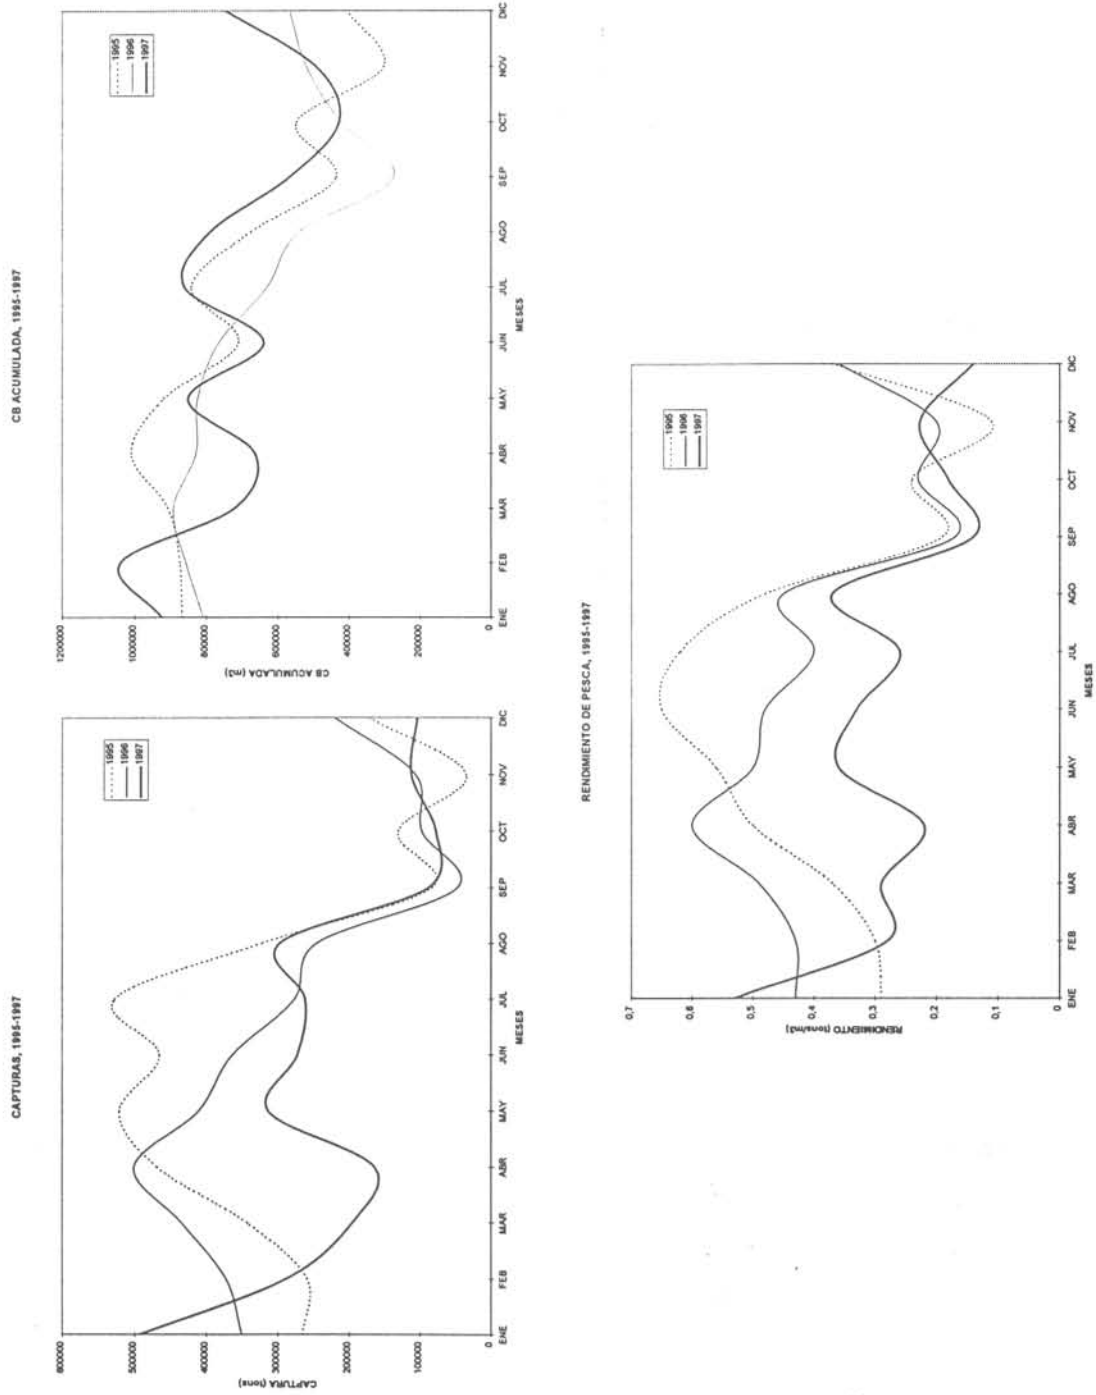 CAPTURAS, 1995-1997
1995
1996
1997
CAPTURA (tons)
600000
500000
400000
300000
200000
100000
0
ENE FEB MAR ABR MAY JUN JUL AGO SEP OCT NOV DIC
MESES
CB ACUMULADA, 1995-1997
1995
1996
1997
CB ACUMULADA (m3)
1200000
1000000
800000
600000
400000
200000
0
ENE FEB MAR ABR MAY JUN JUL AGO SEP OCT NOV DIC
MESES
RENDIMIENTO DE PESCA, 1995-1997
1995
1996
1997
RENDIMIENTO (tons/m3)
0,7
0,6
0,5
0,4
0,3
0,2
0,1
0
ENE FEB MAR ABR MAY JUN JUL AGO SEP OCT NOV DIC
MESES